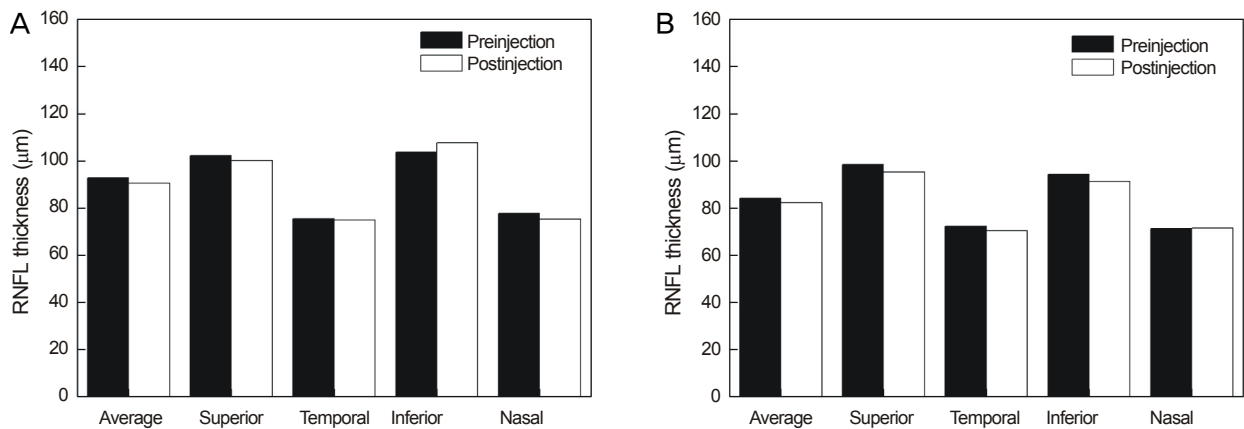 A
160
140
120
100
80
60
40
20
0
RNFL thickness (μm)
Preinjection
Postinjection
Average Superior Temporal Inferior Nasal
B
160
140
120
100
80
60
40
20
0
RNFL thickness (μm)
Preinjection
Postinjection
Average Superior Temporal Inferior Nasal